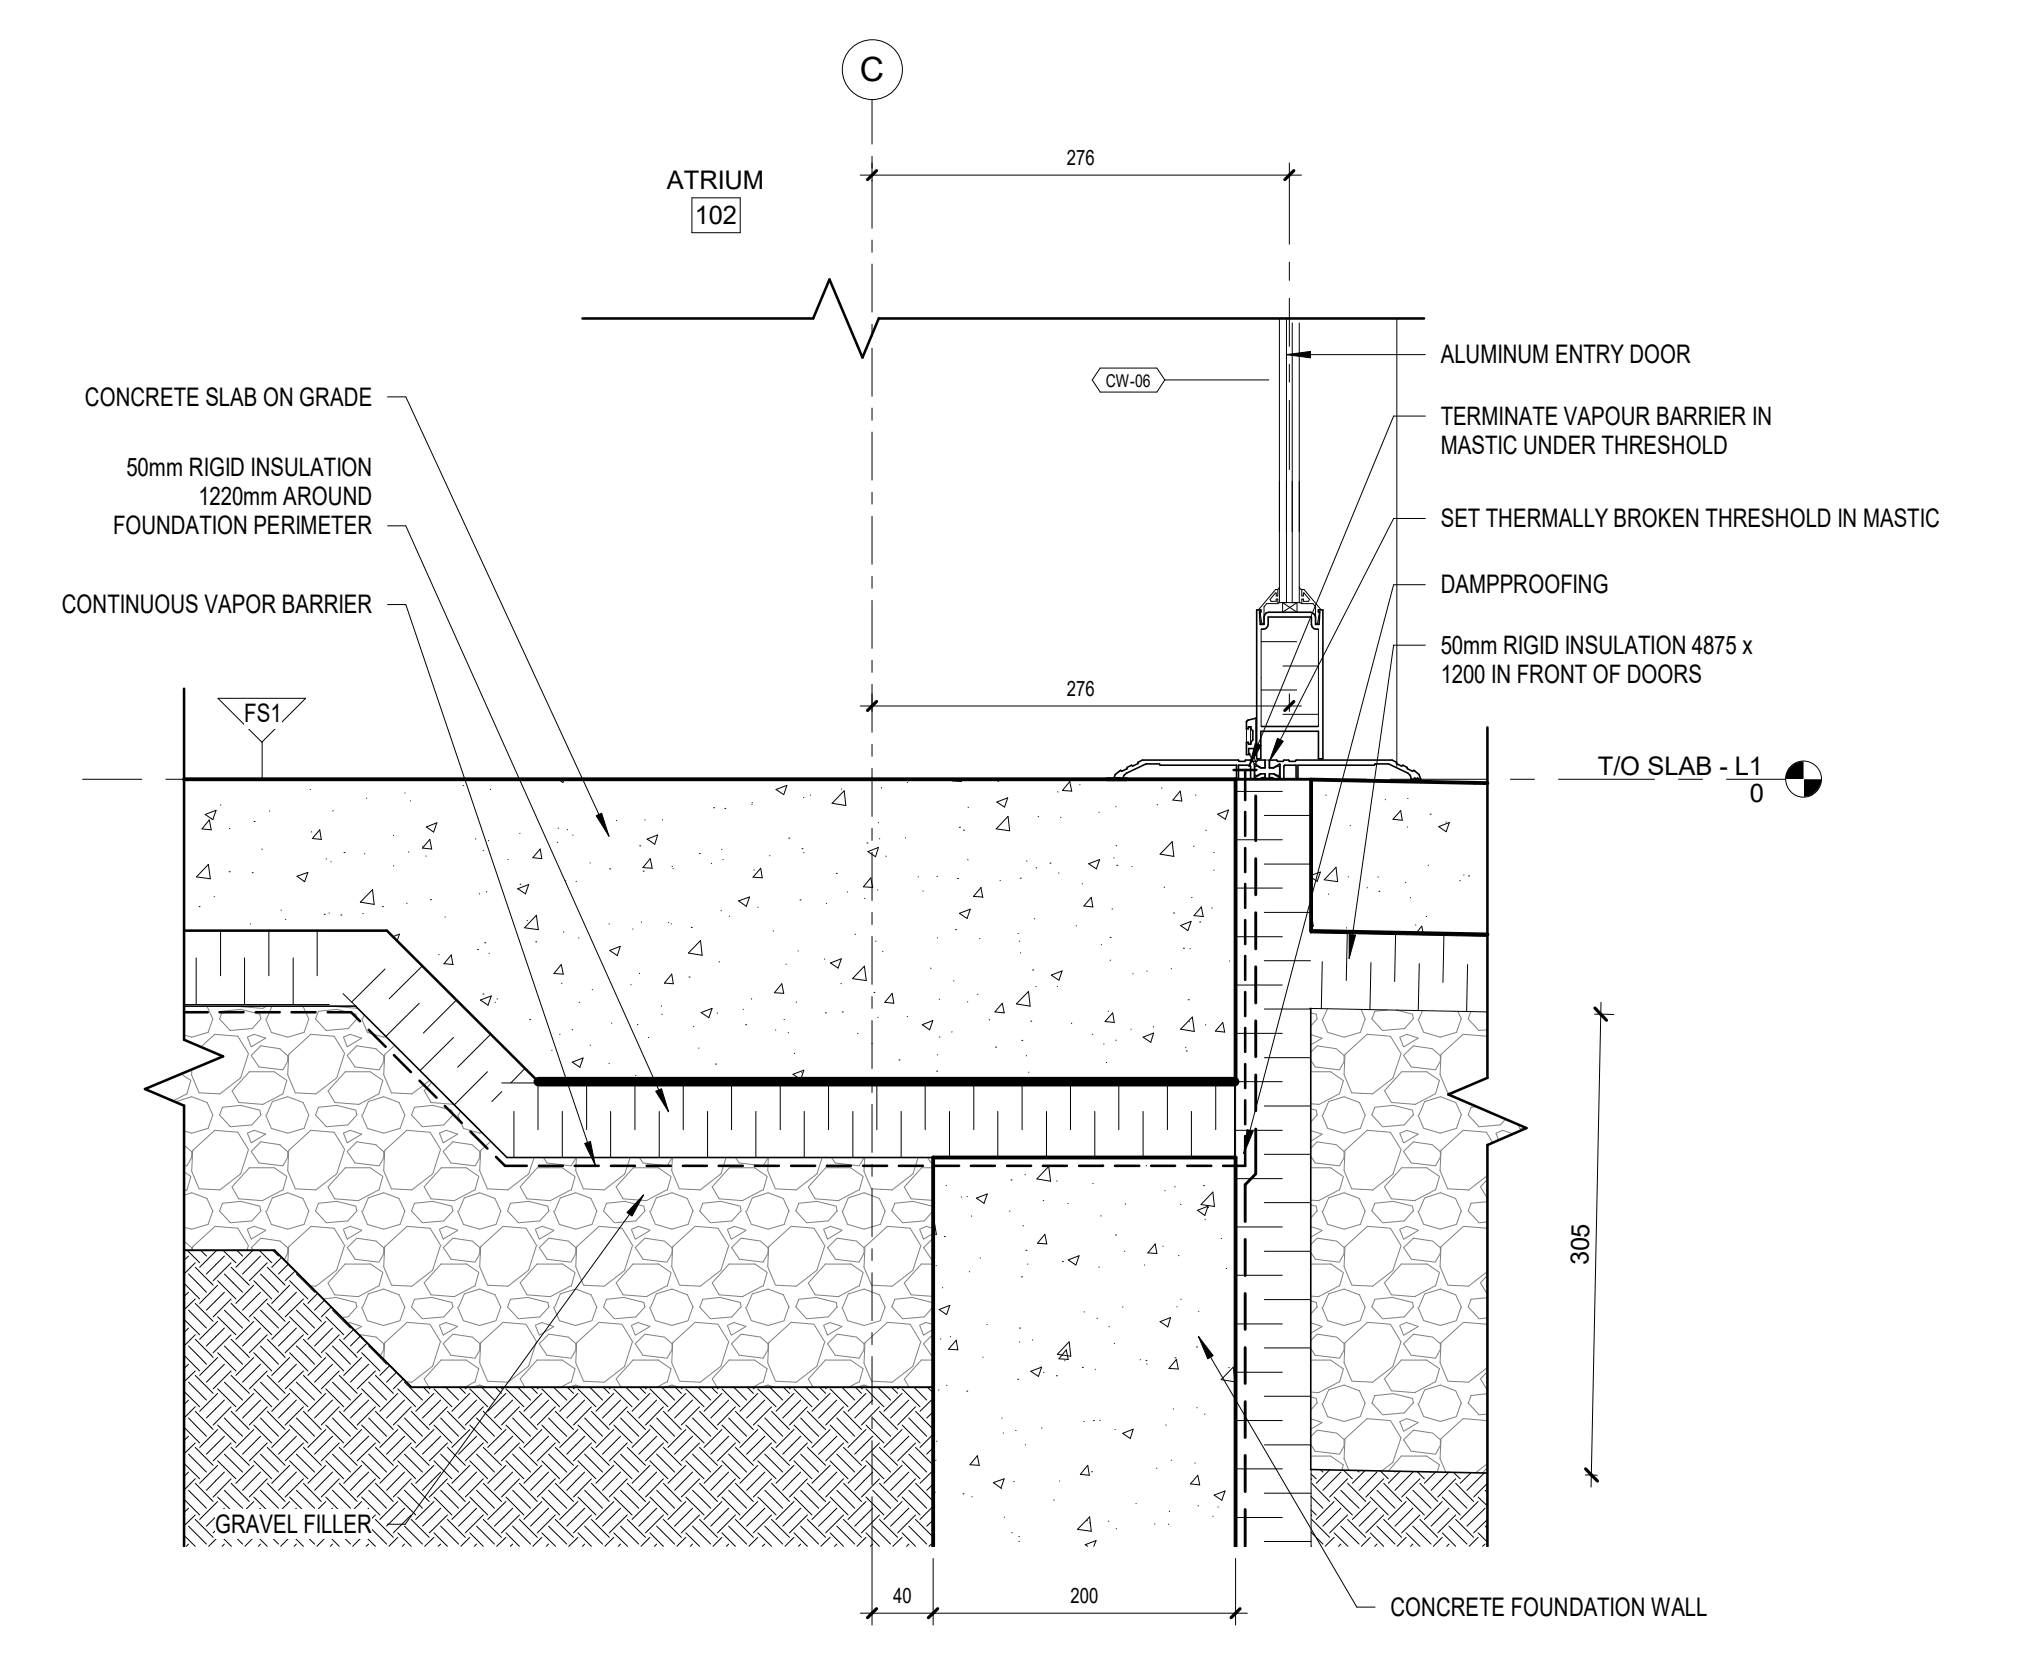 C
276
ATRIUM
102
ALUMINUM ENTRY DOOR
CW-06
CONCRETE SLAB ON GRADE
TERMINATE VAPOUR BARRIER IN
MASTIC UNDER THRESHOLD
50mm RIGID INSULATION
1220mm AROUND
FOUNDATION PERIMETER
SET THERMALLY BROKEN THRESHOLD IN MASTIC
CONTINUOUS VAPOR BARRIER
DAMPPROOFING
50mm RIGID INSULATION 4875 x
1200 IN FRONT OF DOORS
276
FS1
T/O SLAB - L1
0
305
GRAVEL FILLER
40
200
CONCRETE FOUNDATION WALL